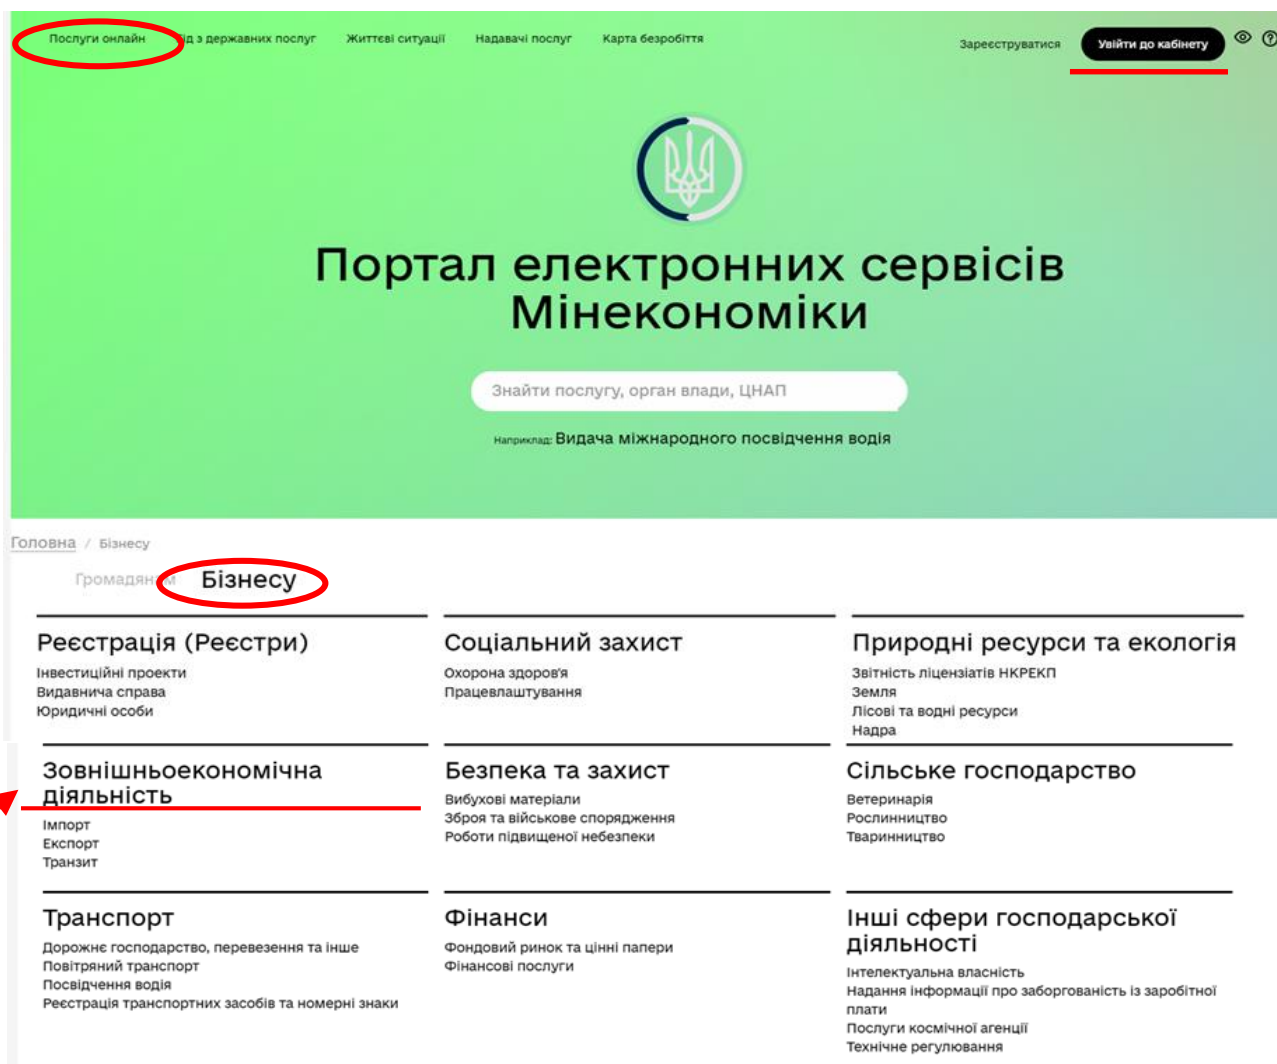 Послуги онлайн
Гід з державних послуг
Життєві ситуації
Надавачі послуг
Карта безробіття
Зареєструватися
Увійти до кабінету
Портал електронних сервісів
Мінекономіки
Знайти послугу, орган влади, ЦНАП
Наприклад: Видача міжнародного посвідчення водія
Головна / Бізнесу
Громадянам
Бізнесу
Реєстрація (Реєстри)
Інвестиційні проекти
Видавнича справа
Юридичні особи
Соціальний захист
Охорона здоров'я
Працевлаштування
Природні ресурси та екологія
Звітність ліцензіатів НКРЕКП
Земля
Лісові та водні ресурси
Надра
Зовнішньоекономічна
діяльність
Імпорт
Експорт
Транзит
Безпека та захист
Вибухові матеріали
Зброя та військове спорядження
Роботи підвищеної небезпеки
Сільське господарство
Ветеринарія
Рослинництво
Тваринництво
Транспорт
Дорожнє господарство, перевезення та інше
Повітряний транспорт
Посвідчення водія
Реєстрація транспортних засобів та номерні знаки
Фінанси
Фондовий ринок та цінні папери
Фінансові послуги
Інші сфери господарської
діяльності
Інтелектуальна власність
Надання інформації про заборгованість із заробітної
плати
Послуги космічної агенції
Технічне регулювання